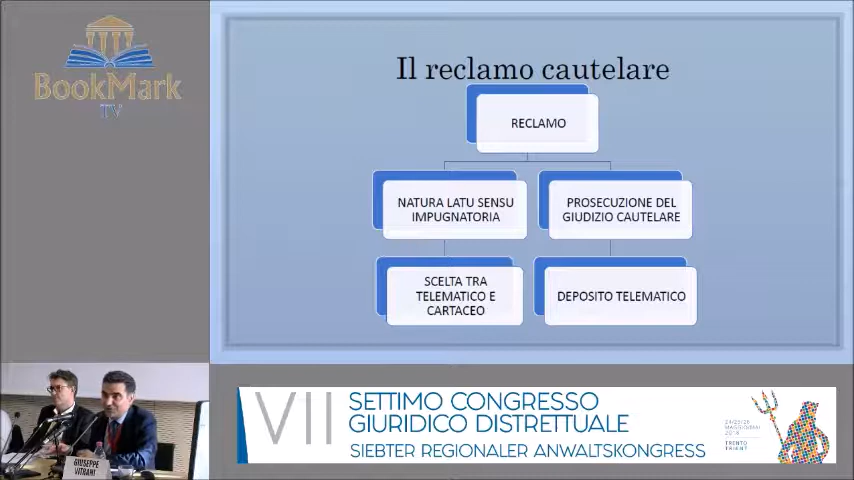 BookMark
TV
Il reclamo cautelare
RECLAMO
NATURA LATU SENSU
IMPUGNATORIA
PROSECUZIONE DEL
GIUDIZIO CAUTELARE
SCELTA TRA
TELEMATICO E
CARTACEO
DEPOSITO TELEMATICO
GIUSEPPE
VITRANI
VII
SETTIMO CONGRESSO
GIURIDICO DISTRETTUALE
SIEBTER REGIONALER ANWALTSKONGRESS
TRENTO
TRIENT